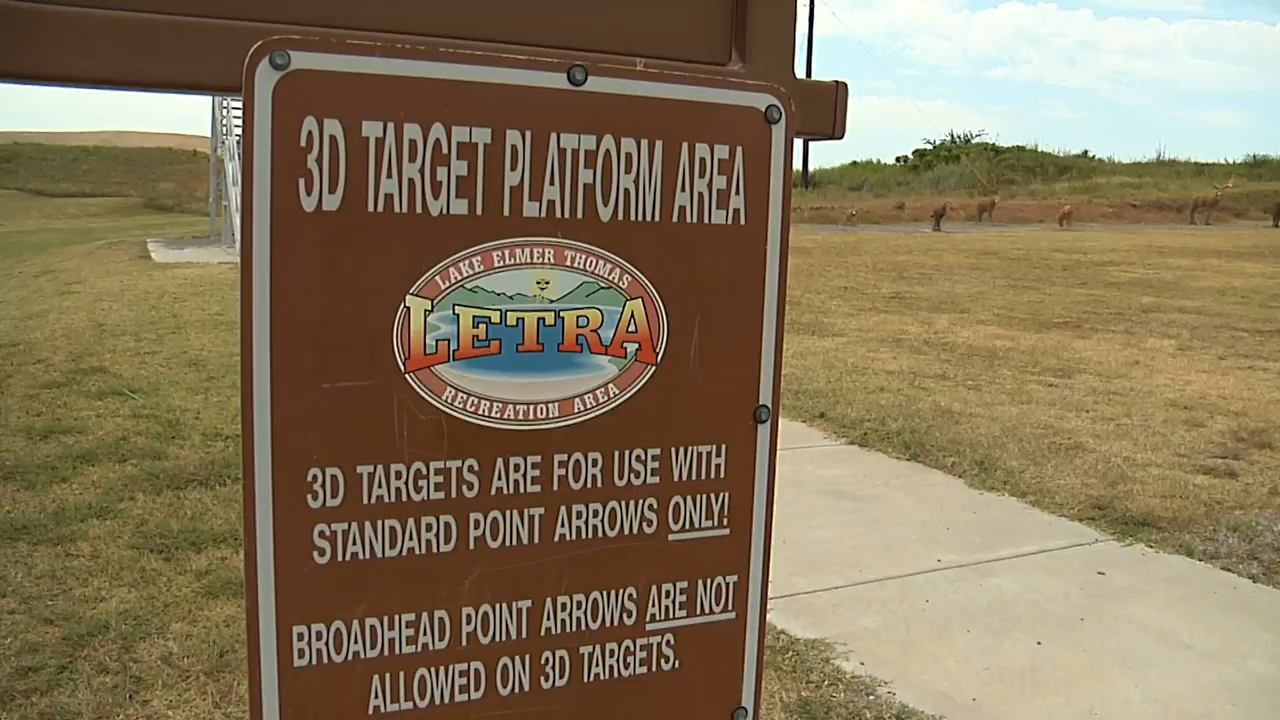 3D TARGET PLATFORM AREA
LAKE ELMER THOMAS
LETRA
RECREATION AREA
3D TARGETS ARE FOR USE WITH
STANDARD POINT ARROWS ONLY!
BROADHEAD POINT ARROWS ARE NOT
ALLOWED ON 3D TARGETS.